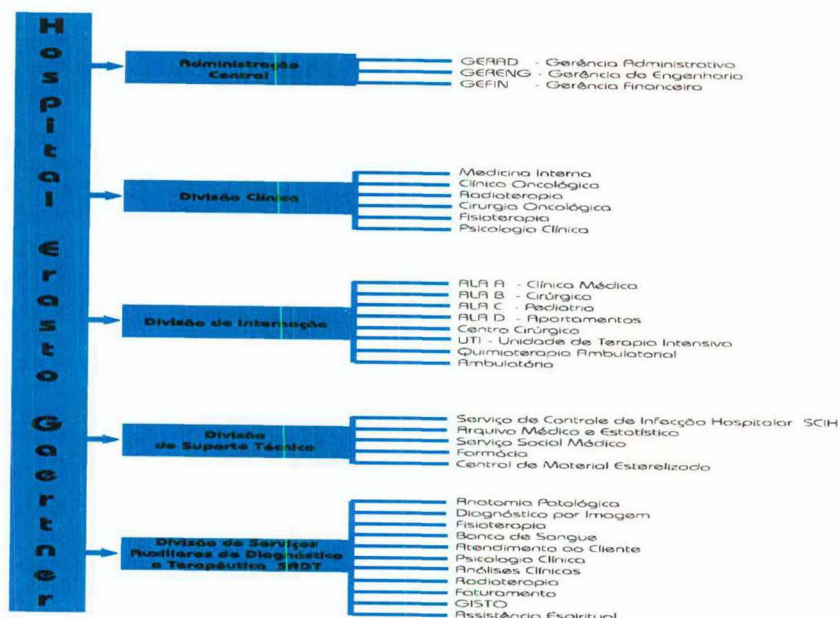 Hospital Erasto Gaertner
Administração
Central
GERAD - Gerência Administrativa
GERENG - Gerência de Engenharia
GEFIN - Gerência Financeira
Divisão Clínica
Medicina Interna
Clínica Oncológica
Radioterapia
Cirurgia Oncológica
Fisioterapia
Psicologia Clínica
Divisão de Internação
ALA A - Clínica Médica
ALA B - Cirúrgica
ALA C - Pediatria
ALA D - Apartamentos
Centro Cirúrgico
UTI - Unidade de Terapia Intensiva
Quimioterapia Ambulatorial
Ambulatório
Divisão
de Suporte Técnico
Serviço de Controle de Infecção Hospitalar SCIH
Arquivo Médico e Estatístico
Serviço Social Médico
Farmácia
Central de Material Esterelizado
Divisão de Serviços
Auxiliares de Diagnóstico
e Terapêutica SADT
Anatomia Patológica
Diagnóstico por Imagem
Fisioterapia
Banco de Sangue
Atendimento ao Cliente
Psicologia Clínica
Análises Clínicas
Radioterapia
Faturamento
GISTO
Assistência Espiritual